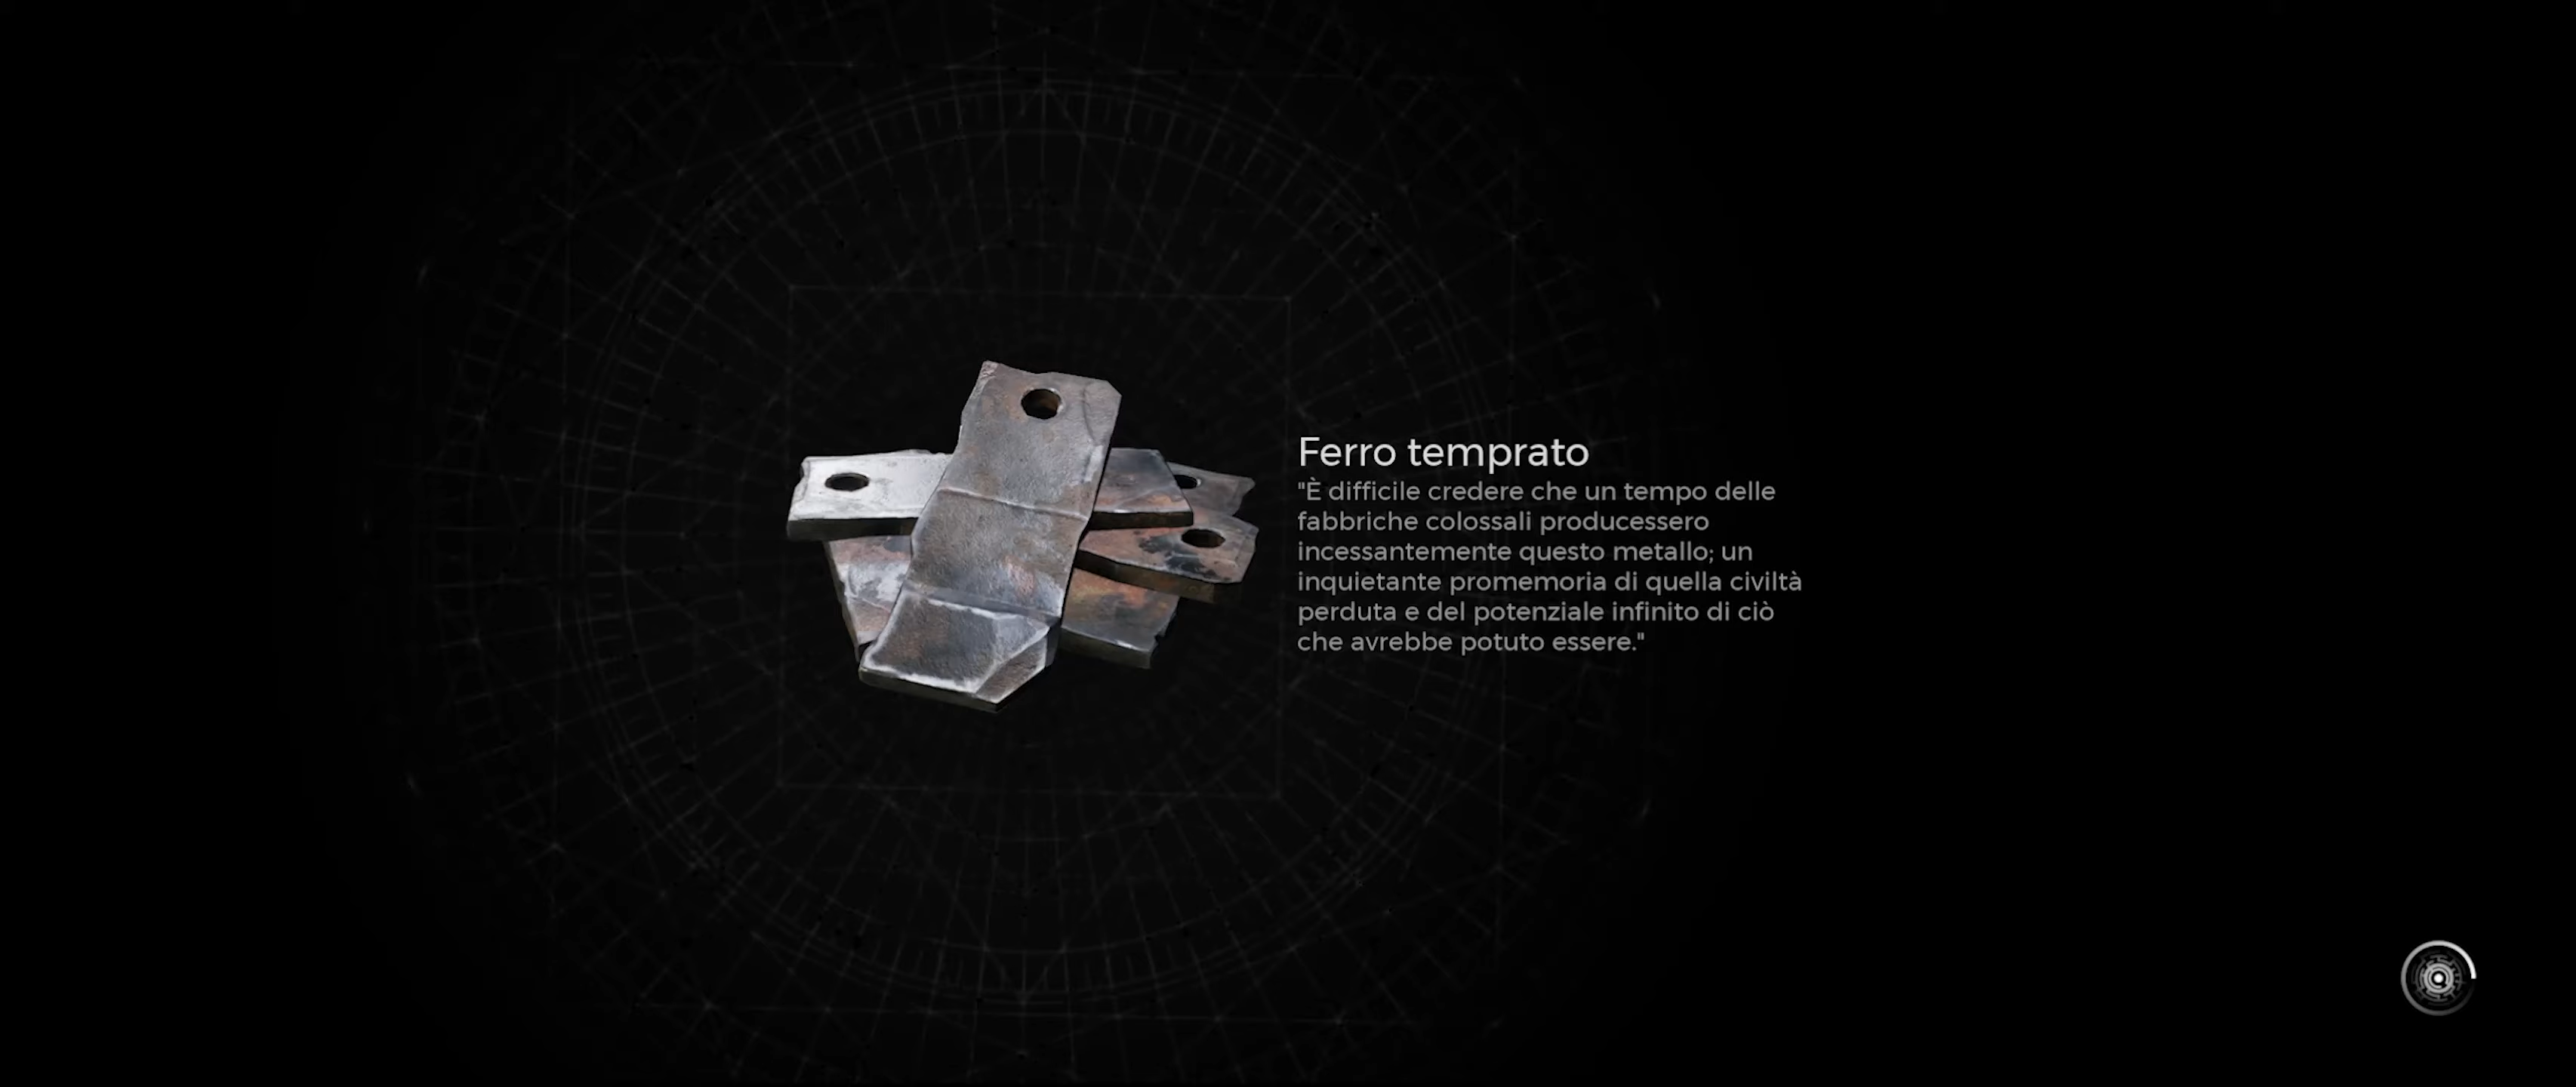 Ferro temprato
"È difficile credere che un tempo delle
fabbriche colossali producessero
incessantemente questo metallo; un
inquietante promemoria di quella civiltà
perduta e del potenziale infinito di ciò
che avrebbe potuto essere."